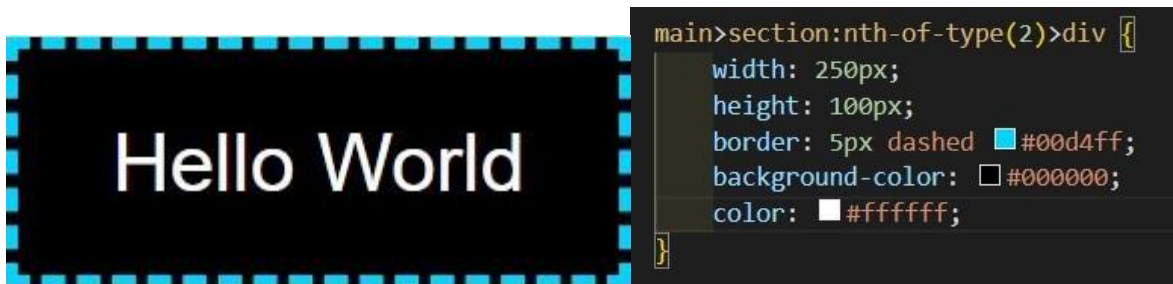 Hello World
main>section:nth-of-type(2)>div {
width: 250px;
height: 100px;
border: 5px dashed #00d4ff;
background-color: #000000;
color: #ffffff;
}